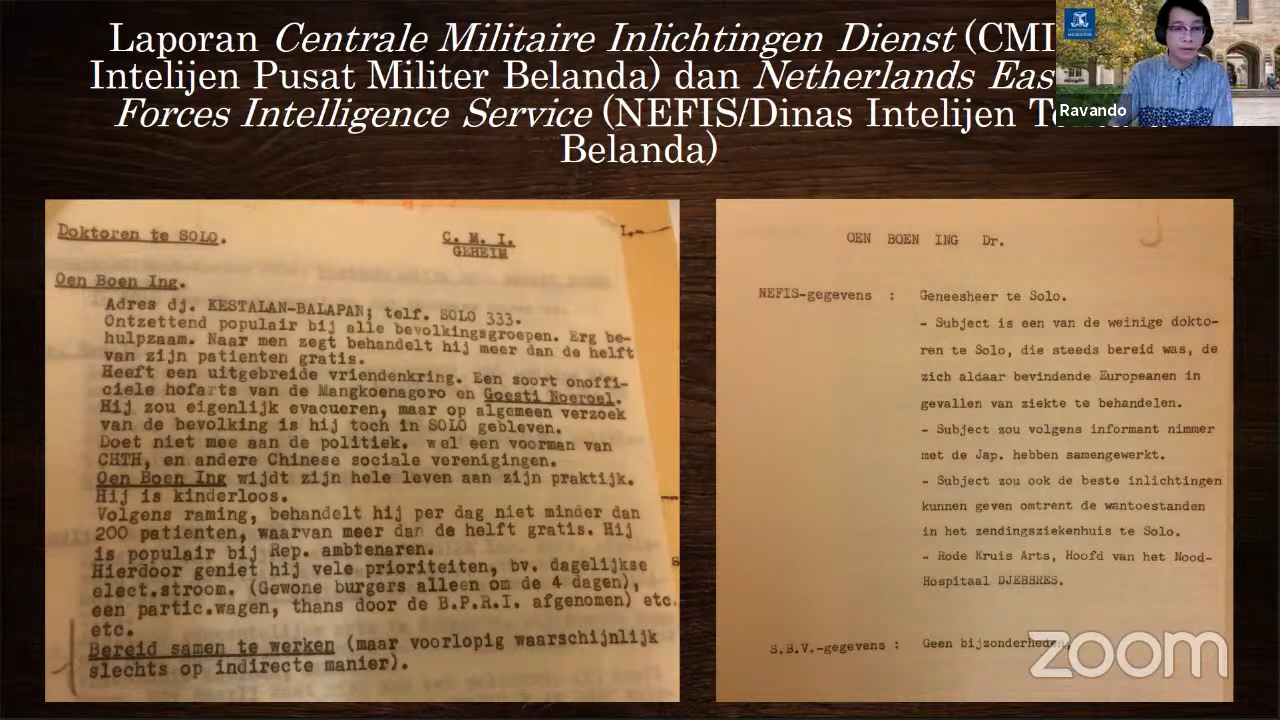 Laporan Centrale Militaire Inlichtingen Dienst (CMI
Intelijen Pusat Militer Belanda) dan Netherlands Eas
Forces Intelligence Service (NEFIS/Dinas Intelijen
Belanda)
Ravando
Doktoren te SOLO.
C. M. I.
GEHEIM
Oen Boen Ing.
Adres dj. KESTALAN-BALAPAN; telf. SOLO 333.
Ontzettend populair bij alle bevolkingsgroepen. Erg be-
hulpzaam. Naar men zegt behandelt hij meer dan de helft
van zijn patienten gratis.
Heeft een uitgebreide vriendenkring. Een soort onoffi-
ciele hofarts van de Mangkoenagoro en Goesti Noeroel.
Hij zou eigenlijk evacueren, maar op algemeen verzoek
van de bevolking is hij toch in SOLO gebleven.
Doet niet mee aan de politiek. wel een voorman van
CHTH, en andere Chinese sociale verenigingen.
Oen Boen Ing wijdt zijn hele leven aan zijn praktijk.
Hij is kinderloos.
Volgens raming, behandelt hij per dag niet minder dan
200 patienten, waarvan meer dan de helft gratis. Hij
is populair bij Rep. ambtenaren.
Hierdoor geniet hij vele prioriteiten, bv. dagelijkse
elect.stroom. (Gewone burgers alleen om de 4 dagen),
een partic.wagen, thans door de B.P.R.I. afgenomen) etc.
etc.
Bereid samen te werken (maar voorlopig waarschijnlijk
slechts op indirecte manier).
OEN BOEN ING Dr.
NEFIS-gegevens : Geneesheer te Solo.
- Subject is een van de weinige dokto-
ren te Solo, die steeds bereid was, de
zich aldaar bevindende Europeanen in
gevallen van ziekte te behandelen.
- Subject zou volgens informant nimmer
met de Jap. hebben samengewerkt.
- Subject zou ook de beste inlichtingen
kunnen geven omtrent de wantoestanden
in het zendingsziekenhuis te Solo.
- Rode Kruis Arts, Hoofd van het Nood-
Hospitaal DJEBRES.
S.B.V.-gegevens : Geen bijzonderheden,
zoom